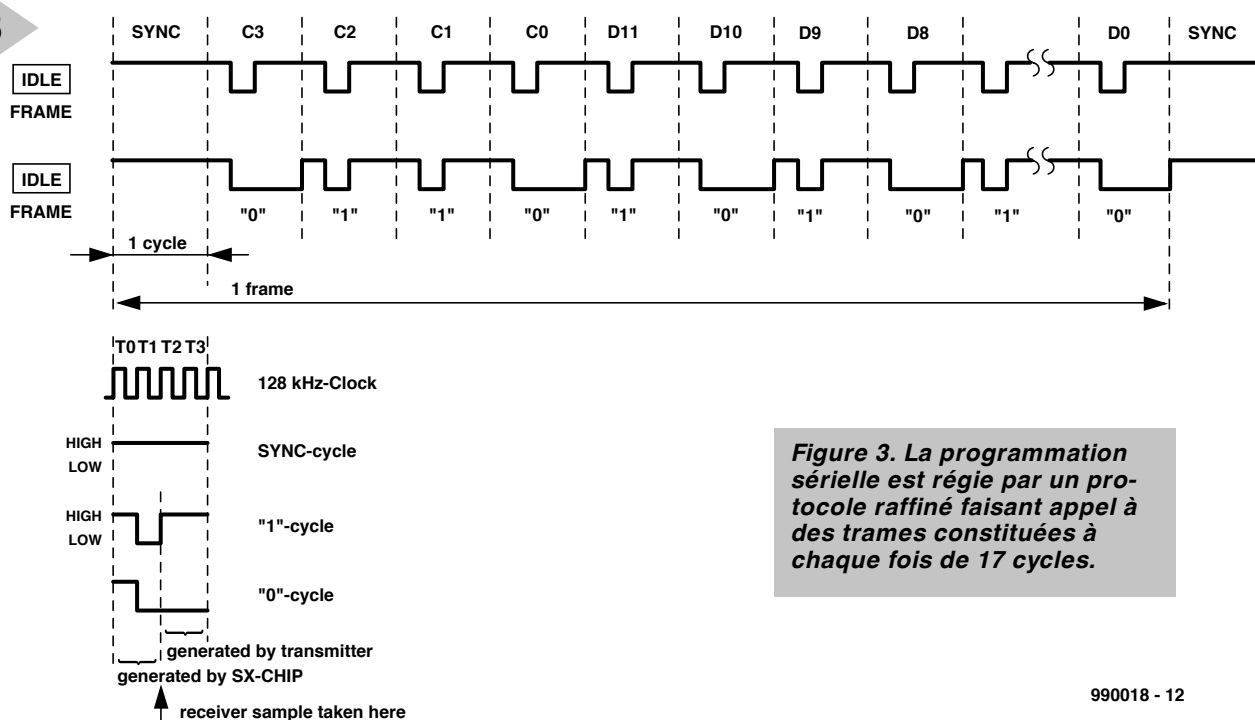 SYNC C3 C2 C1 C0 D11 D10 D9 D8 D0 SYNC
IDLE
FRAME
IDLE
FRAME
"0" "1" "1" "0" "1" "0" "1" "0" "1" "0"
1 cycle
1 frame
T0 T1 T2 T3
128 kHz-Clock
HIGH
LOW
SYNC-cycle
HIGH
LOW
"1"-cycle
"0"-cycle
generated by transmitter
generated by SX-CHIP
receiver sample taken here
Figure 3. La programmation
sérielle est régie par un pro-
tocole raffiné faisant appel à
des trames constituées à
chaque fois de 17 cycles.
990018 - 12